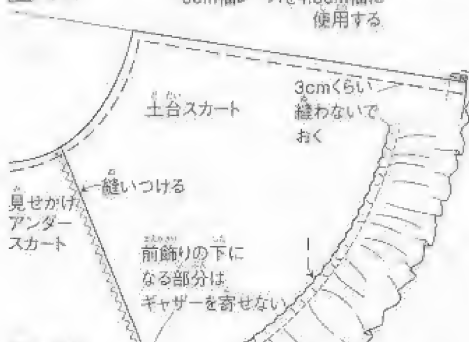 使用する
土台スカート
3cmくらい
縫わないで
おく
縫いつける
見せかけ
アンダー
スカート
前飾りの下に
なる部分は
ギャザーを寄せない